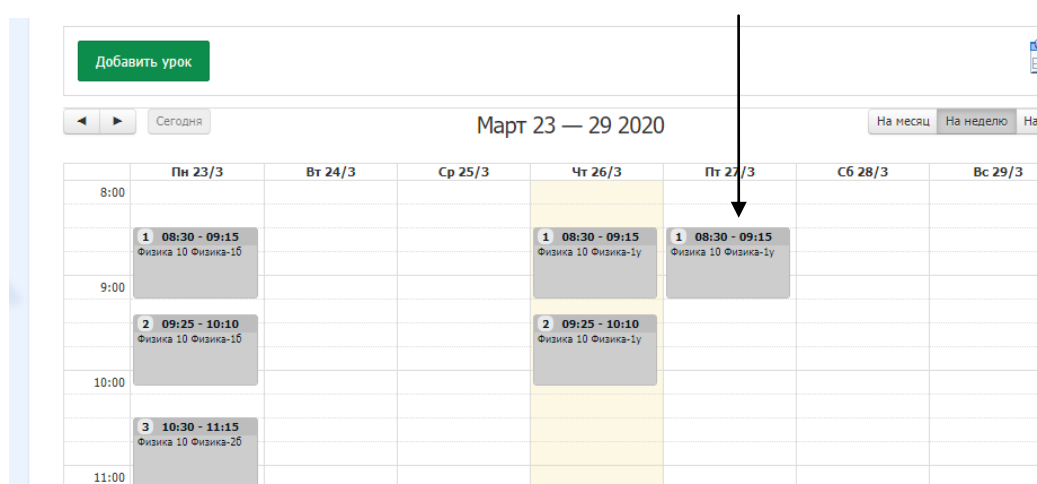 Добавить урок
Сегодня
Март 23 — 29 2020
На месяц На неделю На
Пн 23/3 Вт 24/3 Ср 25/3 Чт 26/3 Пт 27/3 Сб 28/3 Вс 29/3
8:00
1 08:30 - 09:15 1 08:30 - 09:15 1 08:30 - 09:15
Физика 10 Физика-1б Физика 10 Физика-1у Физика 10 Физика-1у
9:00
2 09:25 - 10:10 2 09:25 - 10:10
Физика 10 Физика-1б Физика 10 Физика-1у
10:00
3 10:30 - 11:15
Физика 10 Физика-2б
11:00